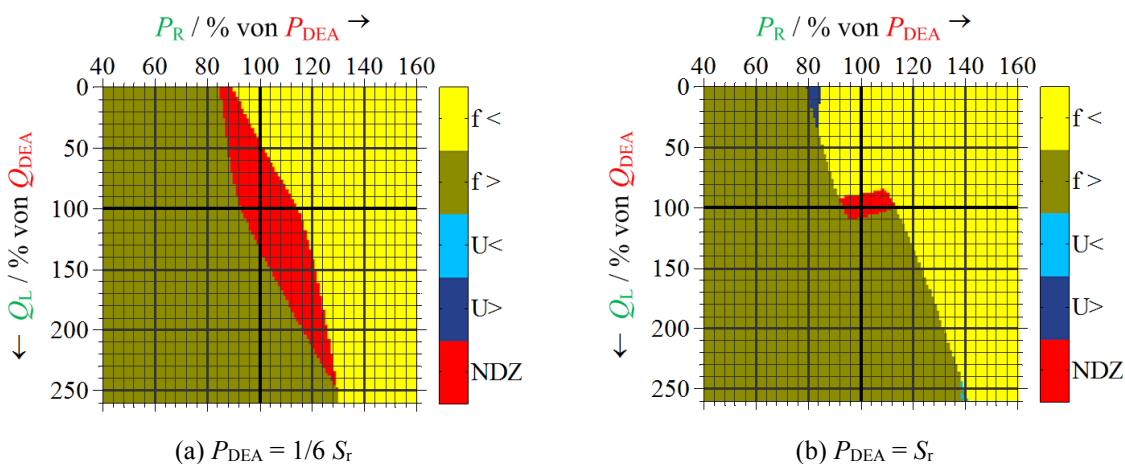 P_R / % von P_DEA →
40 60 80 100 120 140 160
0
50
100
150
200
250
← Q_L / % von Q_DEA
f <
f >
U<
U>
NDZ
(a) P_DEA = 1/6 S_r
P_R / % von P_DEA →
40 60 80 100 120 140 160
0
50
100
150
200
250
← Q_L / % von Q_DEA
f <
f >
U<
U>
NDZ
(b) P_DEA = S_r